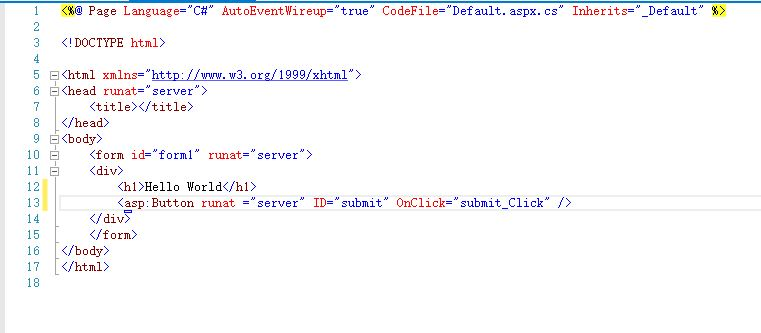 1 <%@ Page Language="C#" AutoEventWireup="true" CodeFile="Default.aspx.cs" Inherits="_Default" %>
2
3 <!DOCTYPE html>
4
5 <html xmlns="http://www.w3.org/1999/xhtml">
6 <head runat="server">
7 <title></title>
8 </head>
9 <body>
10 <form id="form1" runat="server">
11 <div>
12 <h1>Hello World</h1>
13 <asp:Button runat ="server" ID="submit" OnClick="submit_Click" />
14 </div>
15 </form>
16 </body>
17 </html>
18